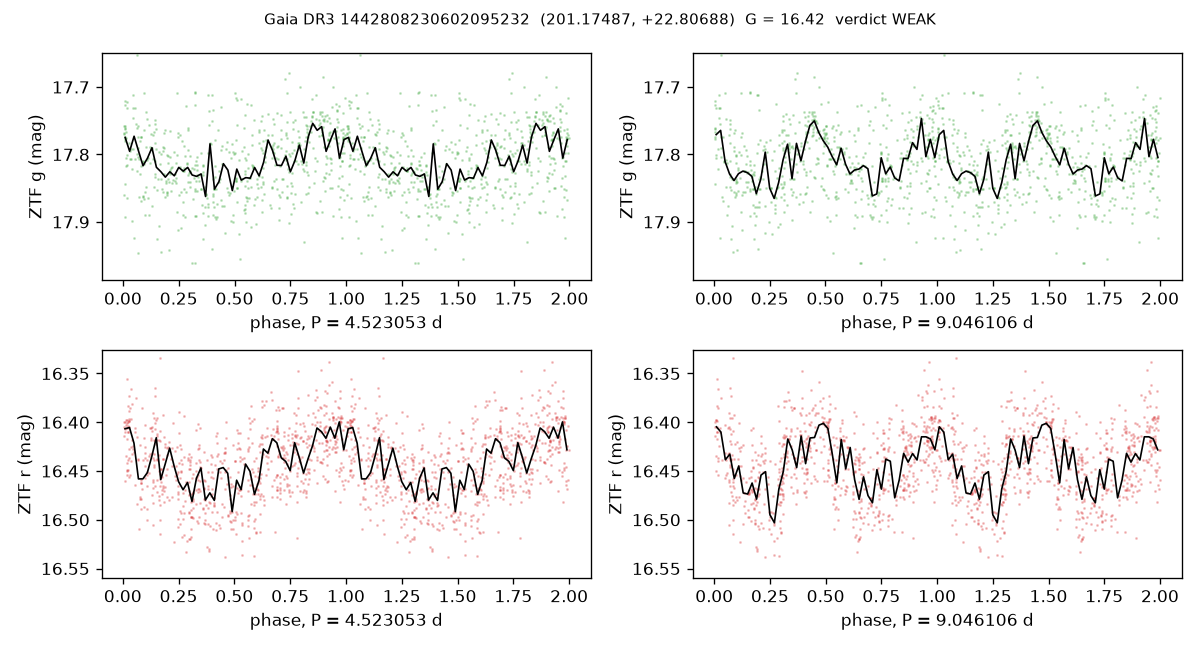 Gaia DR3 1442808230602095232 (201.17487, +22.80688) G = 16.42 verdict WEAK
ZTF g (mag)
17.7
17.8
17.9
0.00 0.25 0.50 0.75 1.00 1.25 1.50 1.75 2.00
phase, P = 4.523053 d
ZTF g (mag)
17.7
17.8
17.9
0.00 0.25 0.50 0.75 1.00 1.25 1.50 1.75 2.00
phase, P = 9.046106 d
ZTF r (mag)
16.35
16.40
16.45
16.50
16.55
0.00 0.25 0.50 0.75 1.00 1.25 1.50 1.75 2.00
phase, P = 4.523053 d
ZTF r (mag)
16.35
16.40
16.45
16.50
16.55
0.00 0.25 0.50 0.75 1.00 1.25 1.50 1.75 2.00
phase, P = 9.046106 d